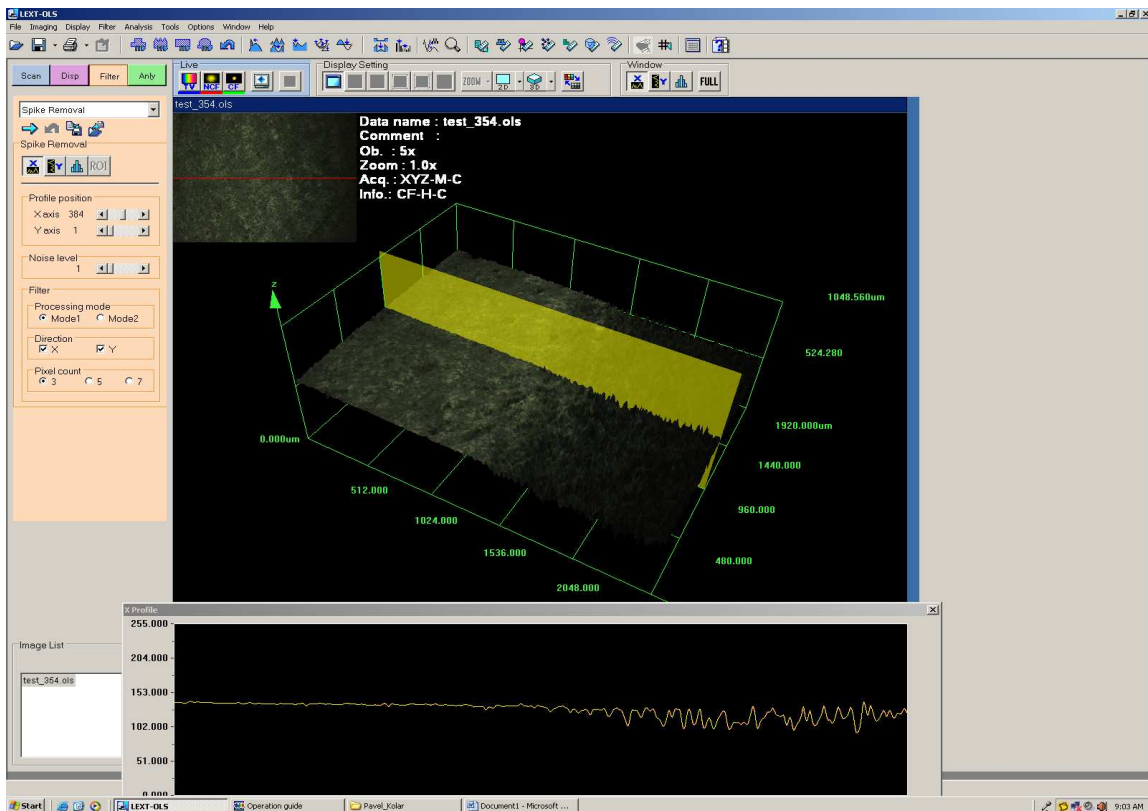 LEXT-OLS
File Imaging Display Filter Analysis Tools Options Window Help
Scan Disp Filter Anly
Live
TV NCF CF
Display Setting
ZOOM
2D 3D
Window
FULL
Spike Removal
Spike Removal
ROI
Profile position
X axis 384
Y axis 1
Noise level
1
Filter
Processing mode
Mode1 Mode2
Direction
X Y
Pixel count
3 5 7
test_354.ols
Data name : test_354.ols
Comment :
Ob. : 5x
Zoom : 1.0x
Acq. : XYZ-M-C
Info.: CF-H-C
z
1048.560um
524.280
1920.000um
1440.000
960.000
480.000
0.000um
512.000
1024.000
1536.000
2048.000
Image List
test_354.ols
X Profile
255.000
204.000
153.000
102.000
51.000
0.000
Start LEXT-OLS Operation guide Pavel_Kolar Document1 - Microsoft ... 9:03 AM